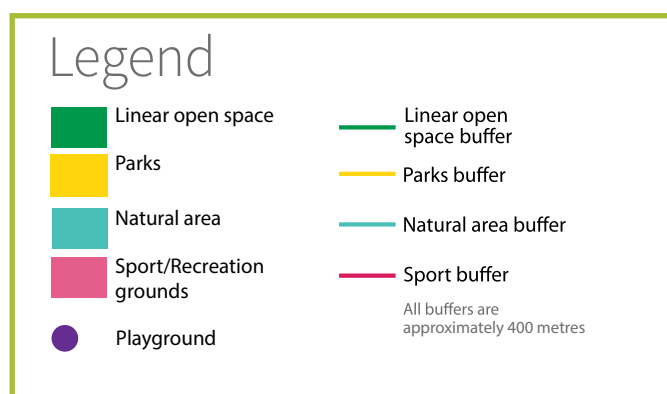 Legend
Linear open space
Parks
Natural area
Sport/Recreation
grounds
Playground
Linear open
space buffer
Parks buffer
Natural area buffer
Sport buffer
All buffers are
approximately 400 metres